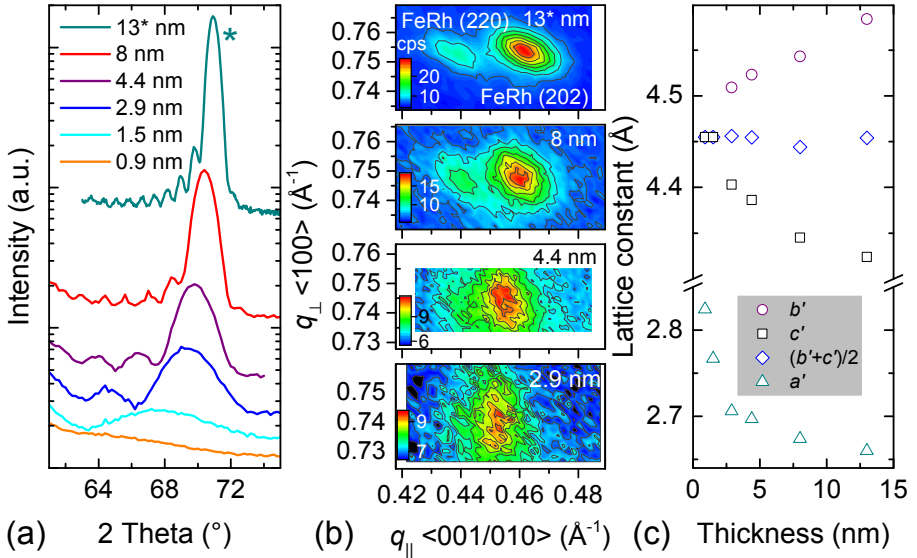 13* nm
8 nm
4.4 nm
2.9 nm
1.5 nm
0.9 nm
*
Intensity (a.u.)
64 68 72
2 Theta (°)
(a)
FeRh (220) 13* nm
cps
20
10
FeRh (202)
0.76
0.75
0.74
8 nm
15
10
0.76
0.75
0.74
4.4 nm
9
6
0.76
0.75
0.74
0.73
2.9 nm
9
7
0.75
0.74
0.73
0.42 0.44 0.46 0.48
q⊥ <100> (Å⁻¹)
q|| <001/010> (Å⁻¹)
(b)
Lattice constant (Å)
4.5
4.4
2.8
2.7
b′
c′
(b′+c′)/2
a′
0 5 10 15
Thickness (nm)
(c)